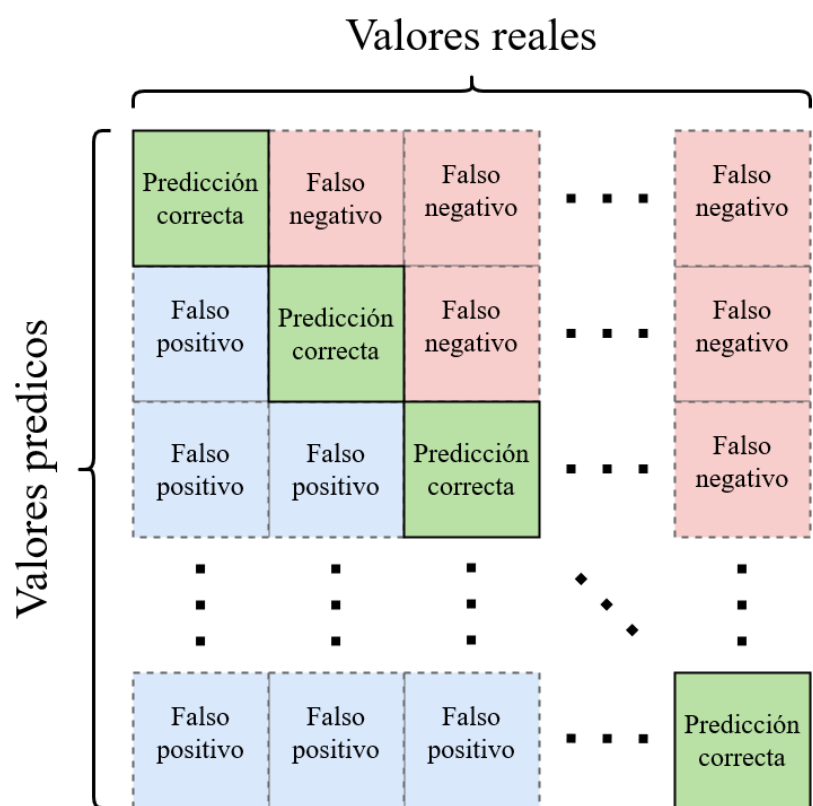 Valores reales
Valores predicos
Predicción
correcta
Falso
negativo
Falso
negativo
Falso
negativo
Falso
positivo
Predicción
correcta
Falso
negativo
Falso
negativo
Falso
positivo
Falso
positivo
Predicción
correcta
Falso
negativo
Falso
positivo
Falso
positivo
Falso
positivo
Predicción
correcta